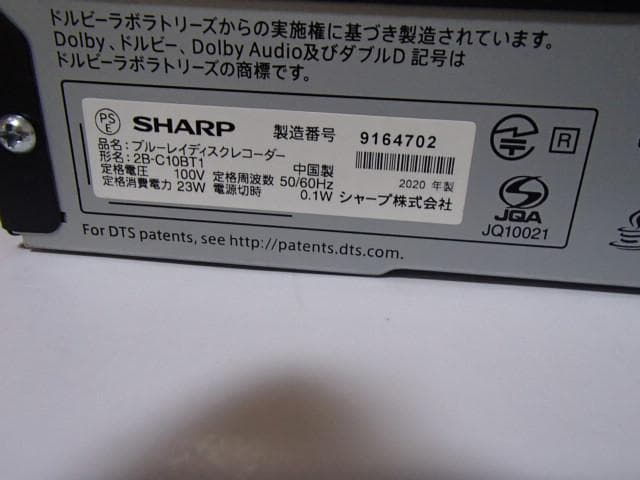 ドルビーラボラトリーズからの実施権に基づき製造されています。
Dolby、ドルビー、Dolby Audio及びダブルD 記号は
ドルビーラボラトリーズの商標です。
PS
E
SHARP 製造番号 9164702
品名：ブルーレイディスクレコーダー
形名：2B-C10BT1 中国製
定格電圧 100V 定格周波数 50/60Hz 2020 年製
定格消費電力 23W 電源切時 0.1W シャープ株式会社
R
JQA
JQ10021
For DTS patents, see http://patents.dts.com.